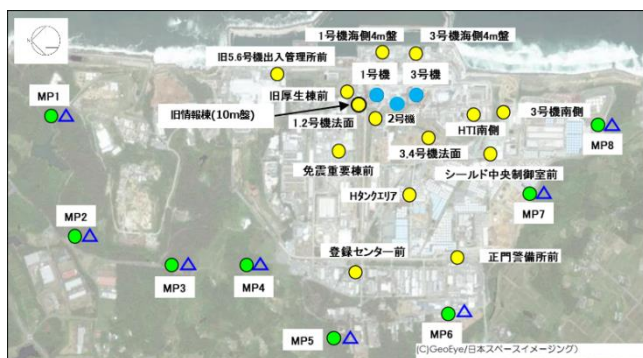 1号機海側4m盤
3号機海側4m盤
旧5.6号機出入管理所前
1号機
3号機
MP1
旧厚生棟前
旧情報棟(10m盤)
1.2号機法面
2号機
3号機南側
HTI南側
MP8
3,4号機法面
免震重要棟前
シールド中央制御室前
Hタンクエリア
MP7
MP2
登録センター前
正門警備所前
MP3
MP4
MP5
MP6
(C)GeoEye/日本スペースイメージング)